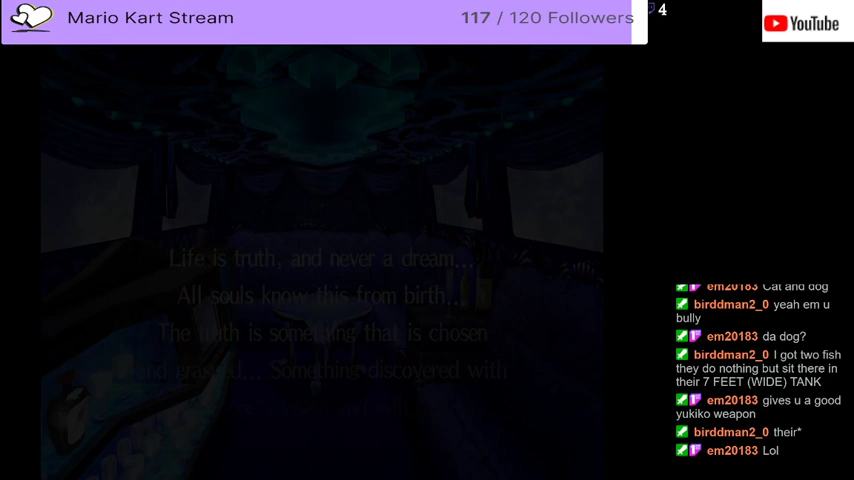 Mario Kart Stream
117 / 120 Followers
4
YouTube
Life is truth, and never a dream...
All souls know this from birth...
The truth is something that is chosen
and grasped... Something discovered with
em20183 Cat and dog
birddman2_0 yeah em u
bully
em20183 da dog?
birddman2_0 I got two fish
they do nothing but sit there in
their 7 FEET (WIDE) TANK
em20183 gives u a good
yukiko weapon
birddman2_0 their*
em20183 Lol